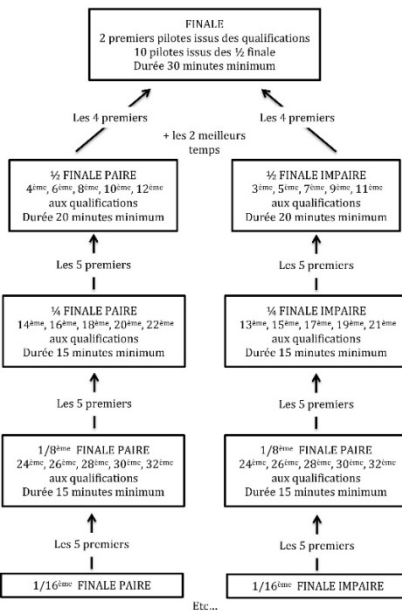 FINALE
2 premiers pilotes issus des qualifications
10 pilotes issus des ½ finale
Durée 30 minutes minimum
Les 4 premiers
Les 4 premiers
+ les 2 meilleurs
temps
½ FINALE PAIRE
4ème, 6ème, 8ème, 10ème, 12ème
aux qualifications
Durée 20 minutes minimum
½ FINALE IMPAIRE
3ème, 5ème, 7ème, 9ème, 11ème
aux qualifications
Durée 20 minutes minimum
Les 5 premiers
Les 5 premiers
¼ FINALE PAIRE
14ème, 16ème, 18ème, 20ème, 22ème
aux qualifications
Durée 15 minutes minimum
¼ FINALE IMPAIRE
13ème, 15ème, 17ème, 19ème, 21ème
aux qualifications
Durée 15 minutes minimum
Les 5 premiers
Les 5 premiers
1/8ème FINALE PAIRE
24ème, 26ème, 28ème, 30ème, 32ème
aux qualifications
Durée 15 minutes minimum
1/8ème FINALE PAIRE
24ème, 26ème, 28ème, 30ème, 32ème
aux qualifications
Durée 15 minutes minimum
Les 5 premiers
Les 5 premiers
1/16ème FINALE PAIRE
1/16ème FINALE IMPAIRE
Etc...